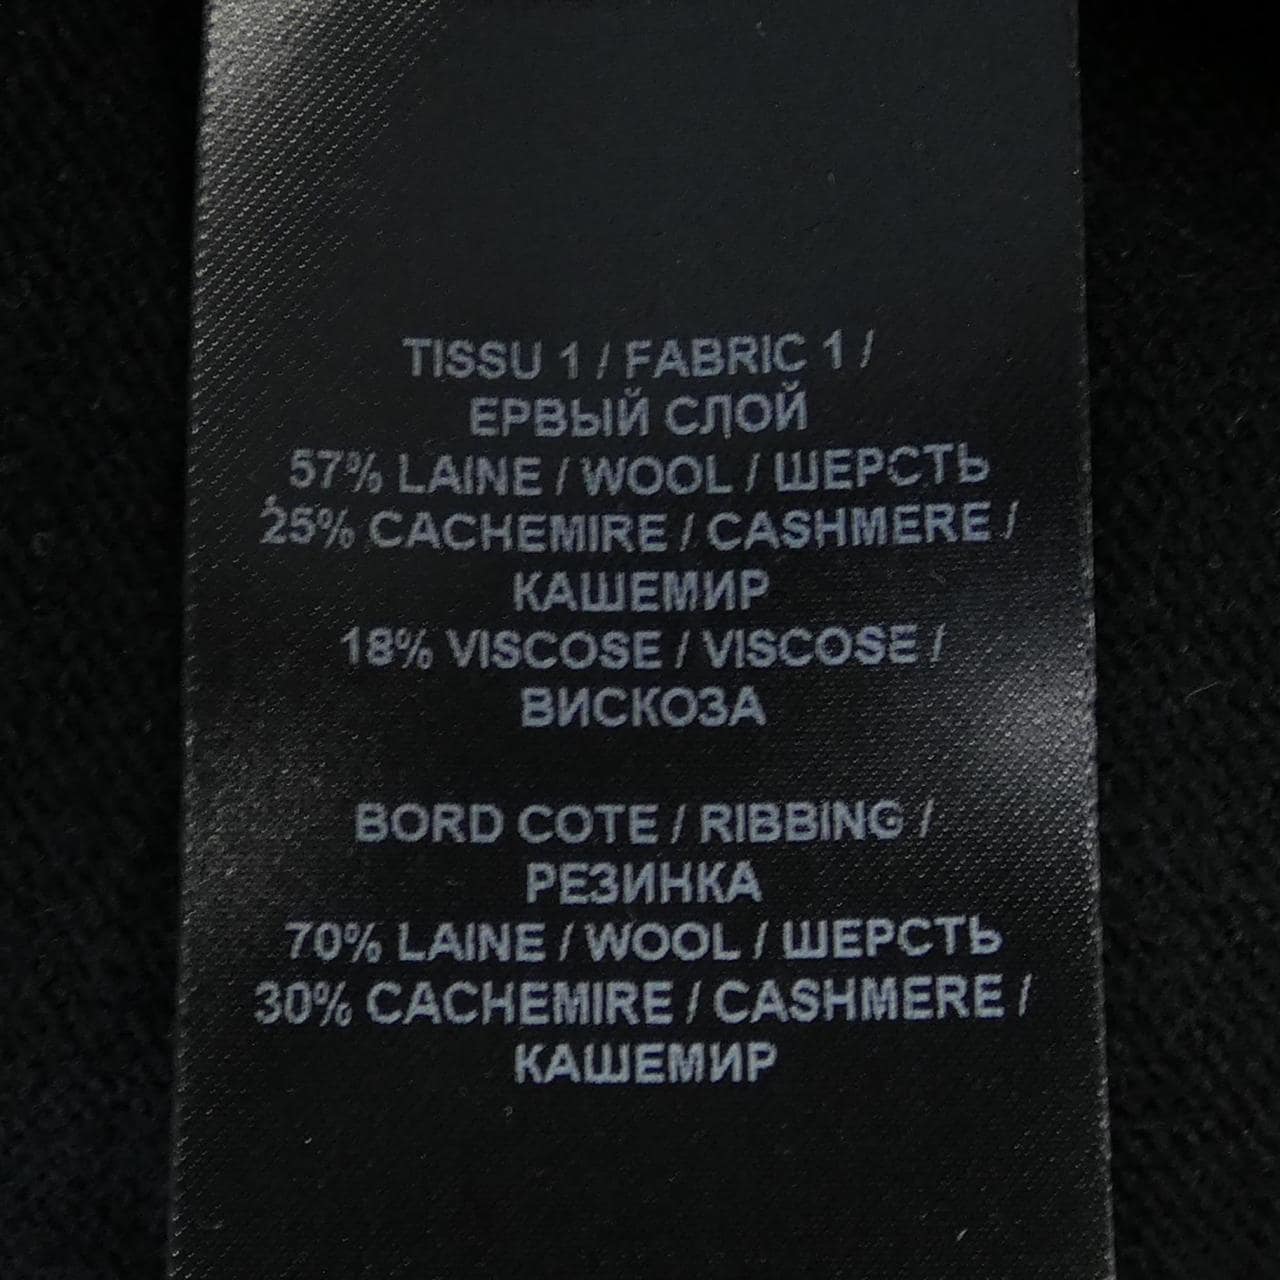 TISSU 1 / FABRIC 1 /
ЕРВЫЙ СЛОЙ
57% LAINE / WOOL / ШЕРСТЬ
25% CACHEMIRE / CASHMERE /
КАШЕМИР
18% VISCOSE / VISCOSE /
ВИСКОЗА
BORD COTE / RIBBING /
РЕЗИНКА
70% LAINE / WOOL / ШЕРСТЬ
30% CACHEMIRE / CASHMERE /
КАШЕМИР